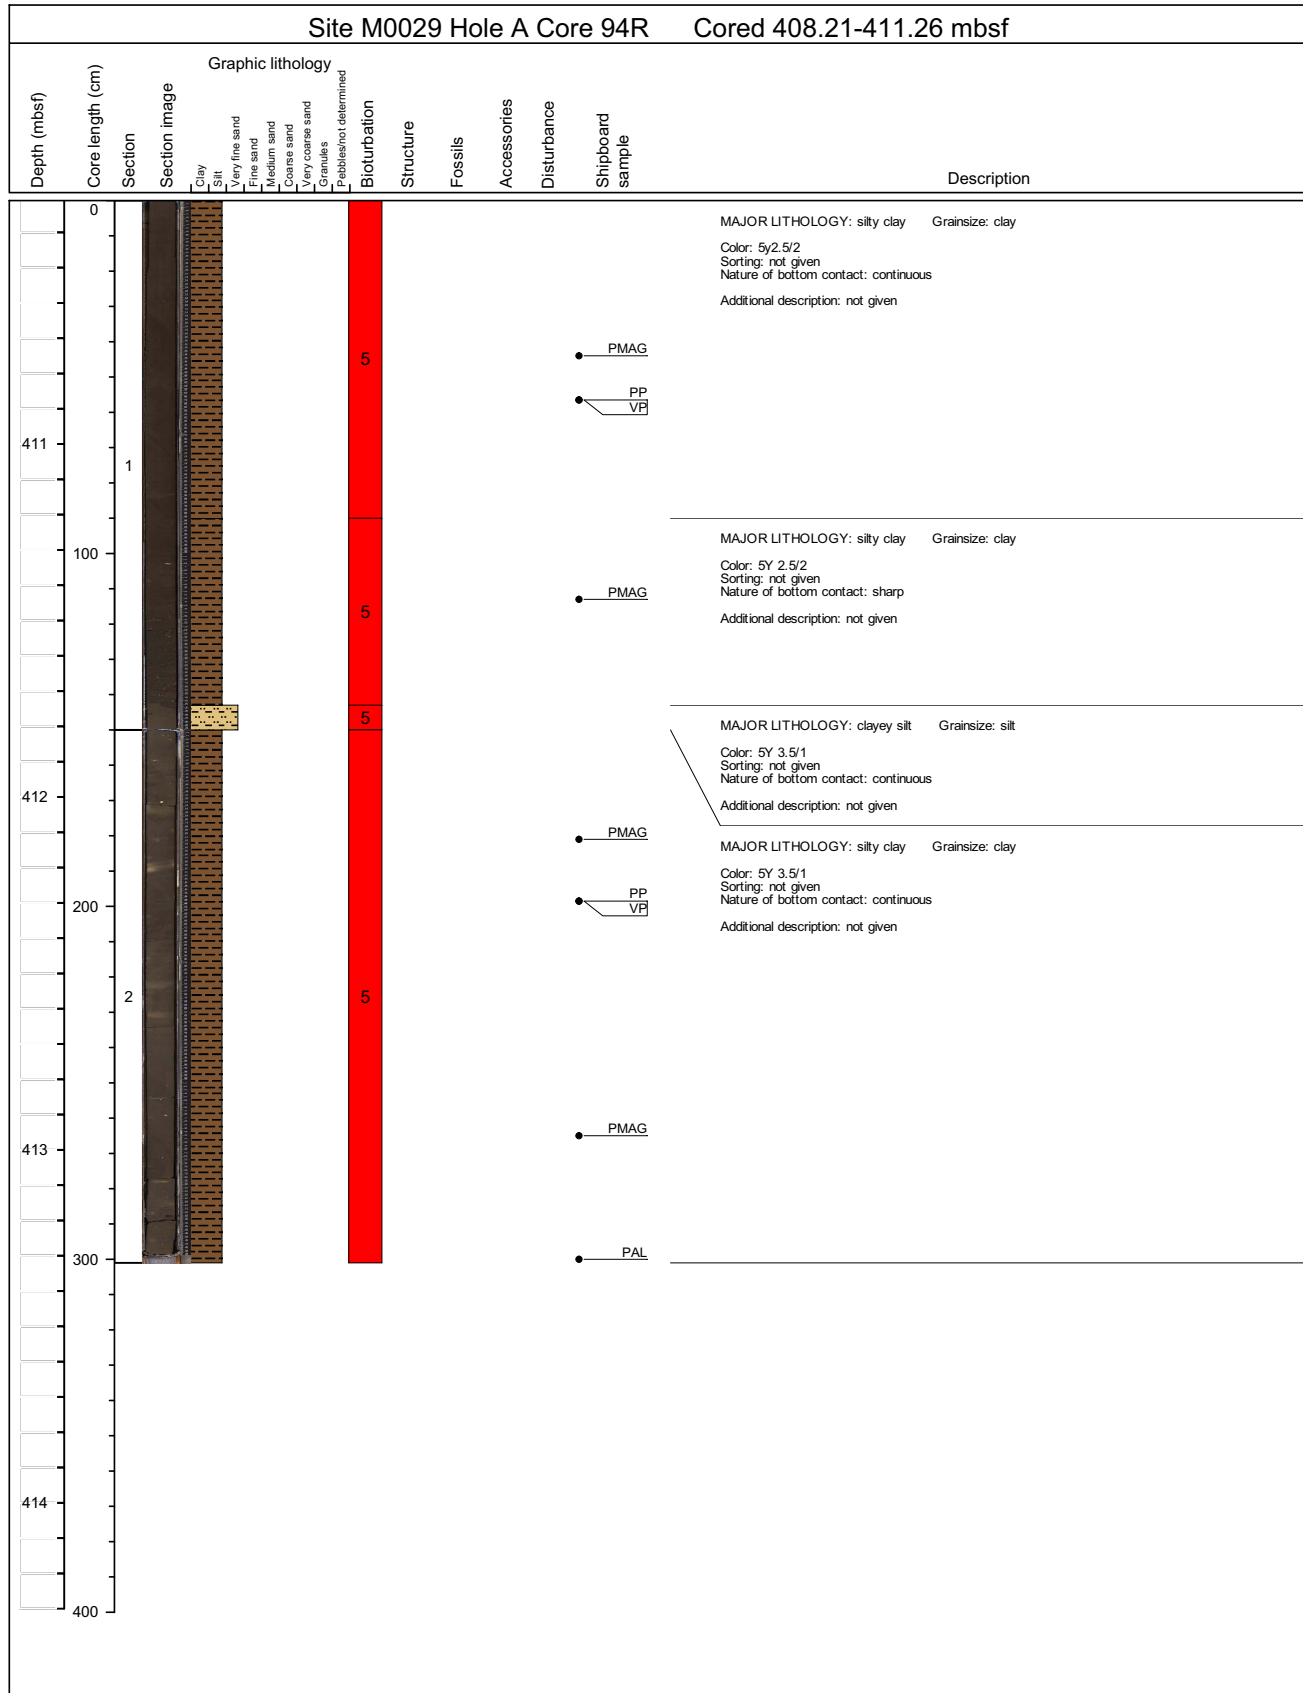 Site M0029 Hole A Core 94R Cored 408.21-411.26 mbsf
Depth (mbsf)
Core length (cm)
Section
Section image
Graphic lithology
Clay
Silt
Very fine sand
Fine sand
Medium sand
Coarse sand
Very coarse sand
Granules
Pebbles/not determined
Bioturbation
Structure
Fossils
Accessories
Disturbance
Shipboard
sample
Description
0
MAJOR LITHOLOGY: silty clay Grainsize: clay
Color: 5y2.5/2
Sorting: not given
Nature of bottom contact: continuous
Additional description: not given
PMAG
5
PP
VP
411
1
MAJOR LITHOLOGY: silty clay Grainsize: clay
100
Color: 5Y 2.5/2
Sorting: not given
Nature of bottom contact: sharp
PMAG
5
Additional description: not given
5
MAJOR LITHOLOGY: clayey silt Grainsize: silt
Color: 5Y 3.5/1
Sorting: not given
Nature of bottom contact: continuous
412
Additional description: not given
PMAG
MAJOR LITHOLOGY: silty clay Grainsize: clay
Color: 5Y 3.5/1
Sorting: not given
Nature of bottom contact: continuous
PP
VP
200
Additional description: not given
2
5
PMAG
413
PAL
300
414
400